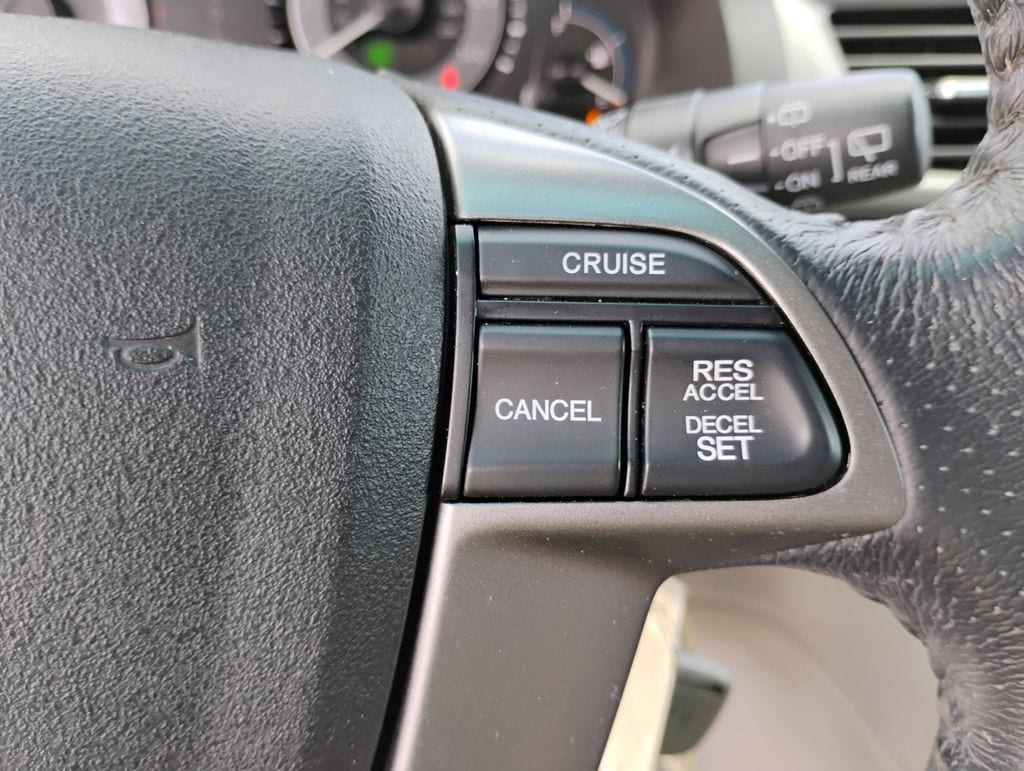 OFF
ON
REAR
CRUISE
CANCEL
RES
ACCEL
DECEL
SET